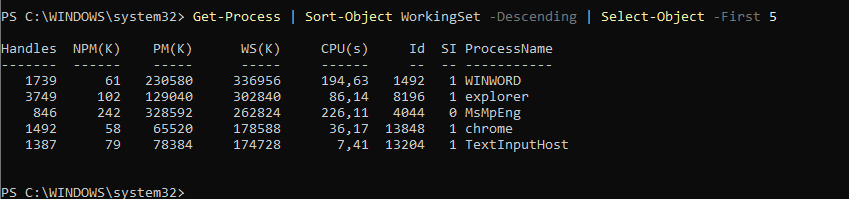 PS C:\WINDOWS\system32> Get-Process | Sort-Object WorkingSet -Descending | Select-Object -First 5
Handles  NPM(K)    PM(K)      WS(K)     CPU(s)     Id  SI ProcessName
-------  ------    -----      -----     ------     --  -- -----------
   1739      61   230580     336956     194,63   1492   1 WINWORD
   3749     102   129040     302840      86,14   8196   1 explorer
    846     242   328592     262824     226,11   4044   0 MsMpEng
   1492      58    65520     178588      36,17  13848   1 chrome
   1387      79    78384     174728       7,41  13204   1 TextInputHost
PS C:\WINDOWS\system32>